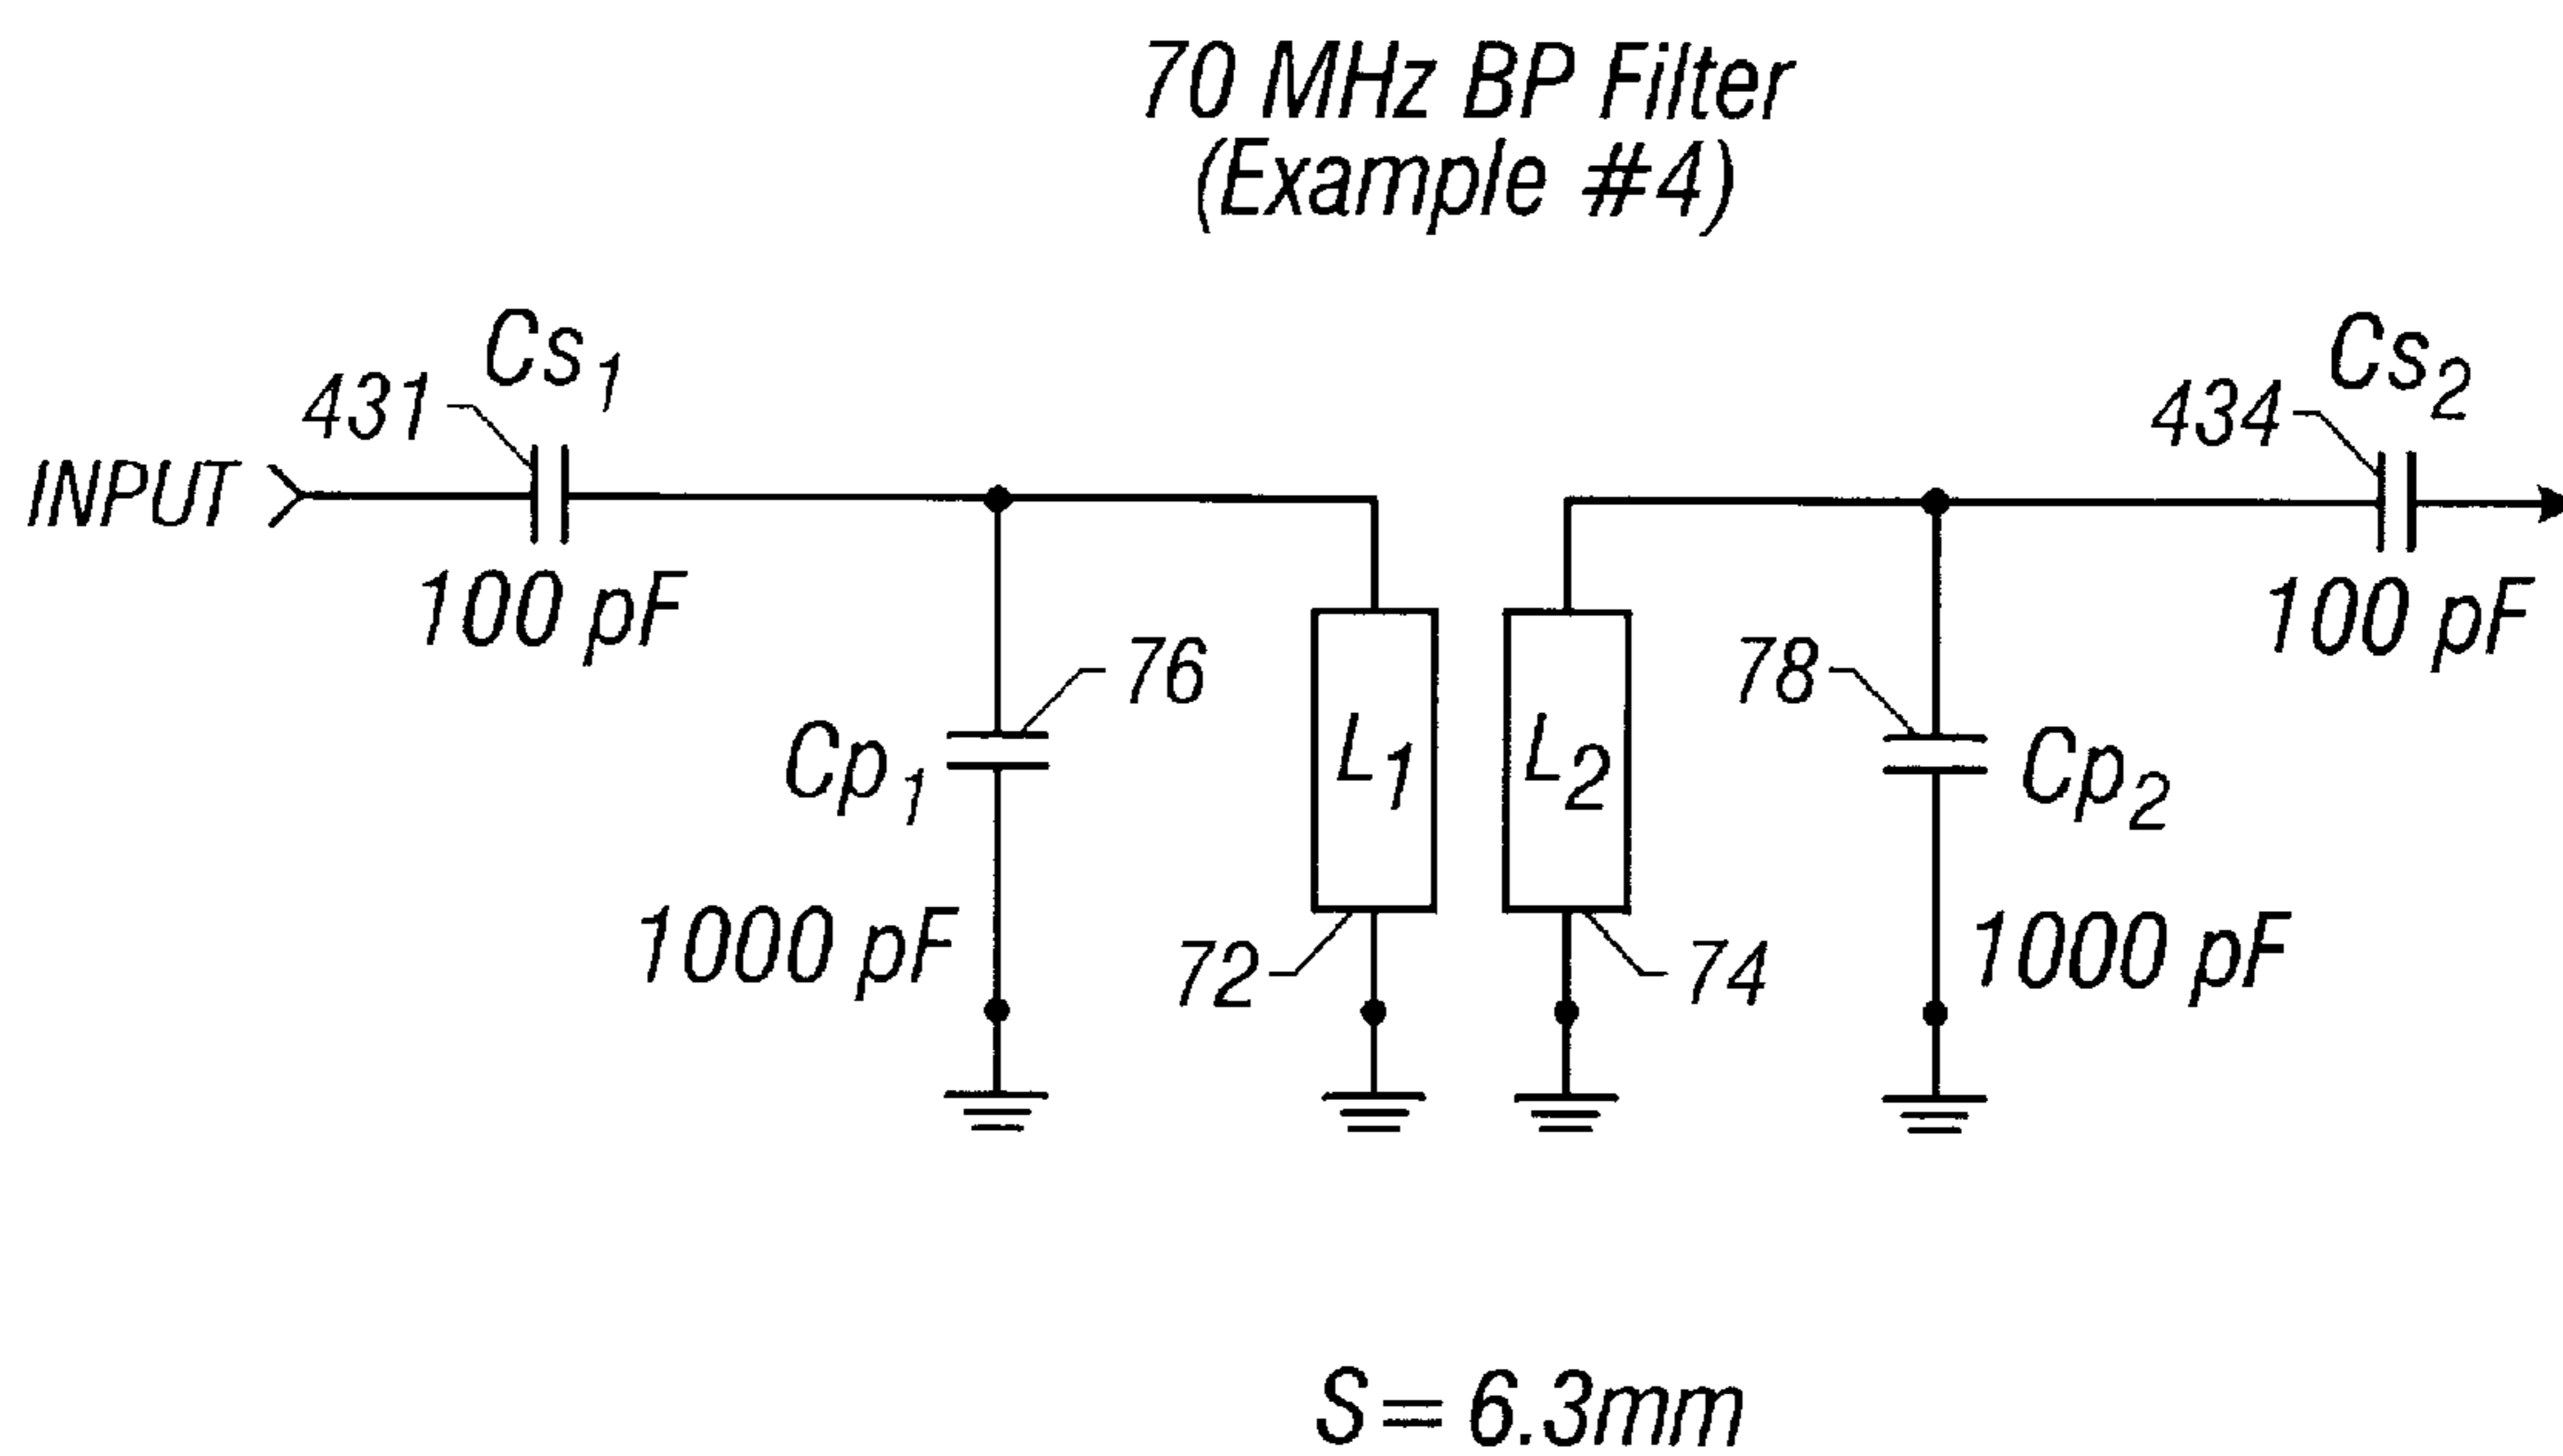 70 MHz BP Filter
(Example #4)
Cs1
Cs2
431
434
INPUT
100 pF
100 pF
76
78
Cp1
L1
L2
Cp2
1000 pF
72
74
1000 pF
S = 6.3mm